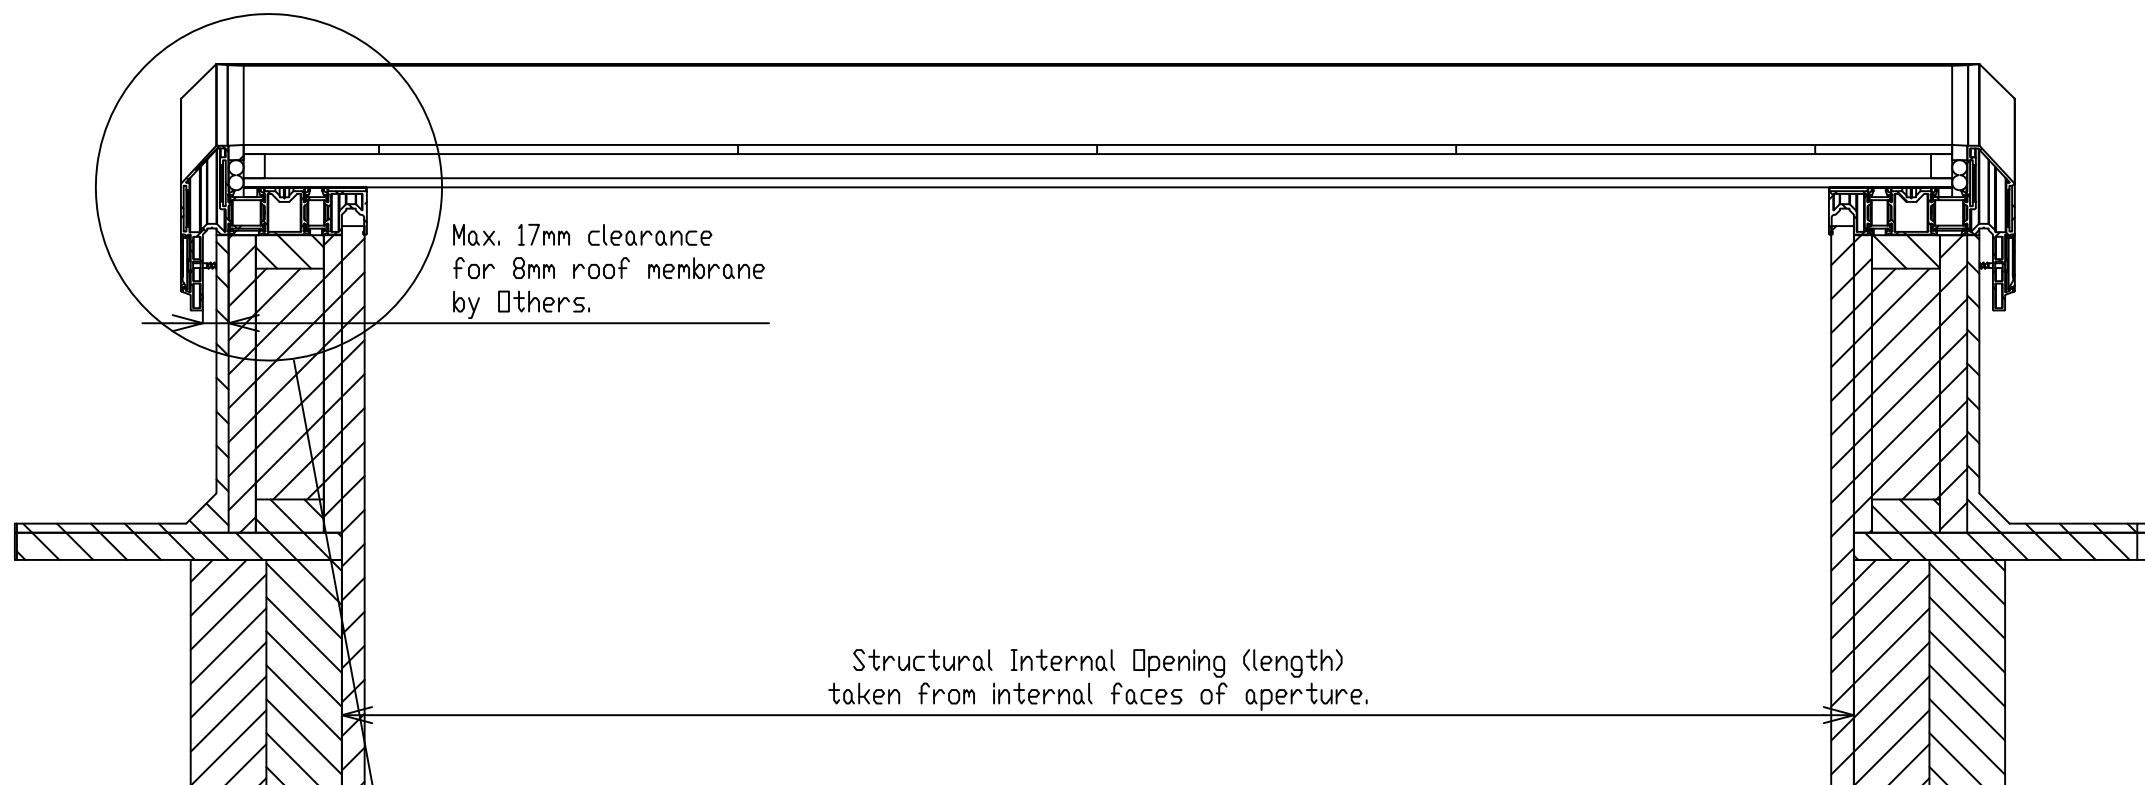 Max. 17mm clearance
for 8mm roof membrane
by Others.
Structural Internal Opening (length)
taken from internal faces of aperture.